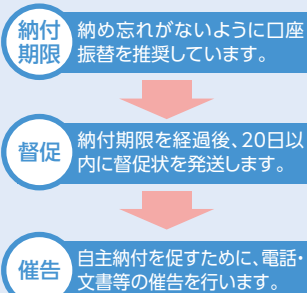 納付
期限
納め忘れがないように口座
振替を推奨しています。
督促
納付期限を経過後、20日以
内に督促状を発送します。
催告
自主納付を促すために、電話・
文書等の催告を行います。